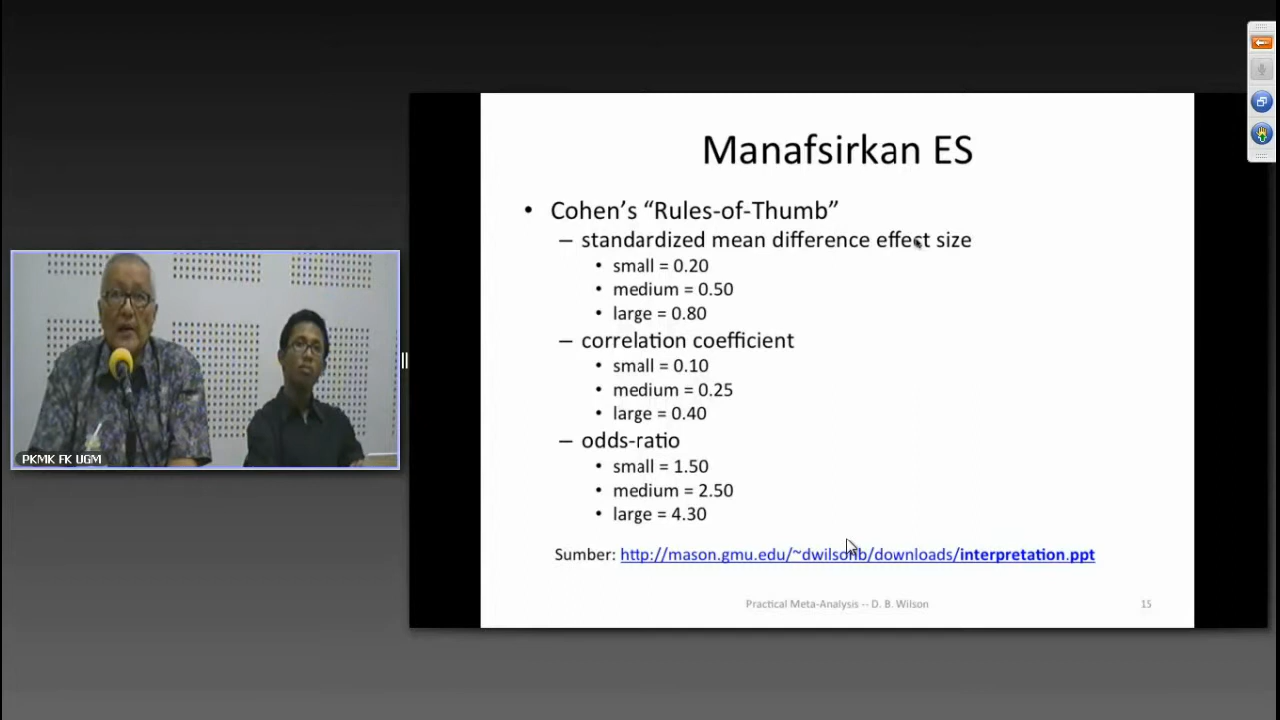 Manafsirkan ES
• Cohen's "Rules-of-Thumb"
– standardized mean difference effect size
• small = 0.20
• medium = 0.50
• large = 0.80
– correlation coefficient
• small = 0.10
• medium = 0.25
• large = 0.40
– odds-ratio
• small = 1.50
• medium = 2.50
• large = 4.30
Sumber: http://mason.gmu.edu/~dwilsonb/downloads/interpretation.ppt
Practical Meta-Analysis -- D. B. Wilson
15
PKMK FK UGM